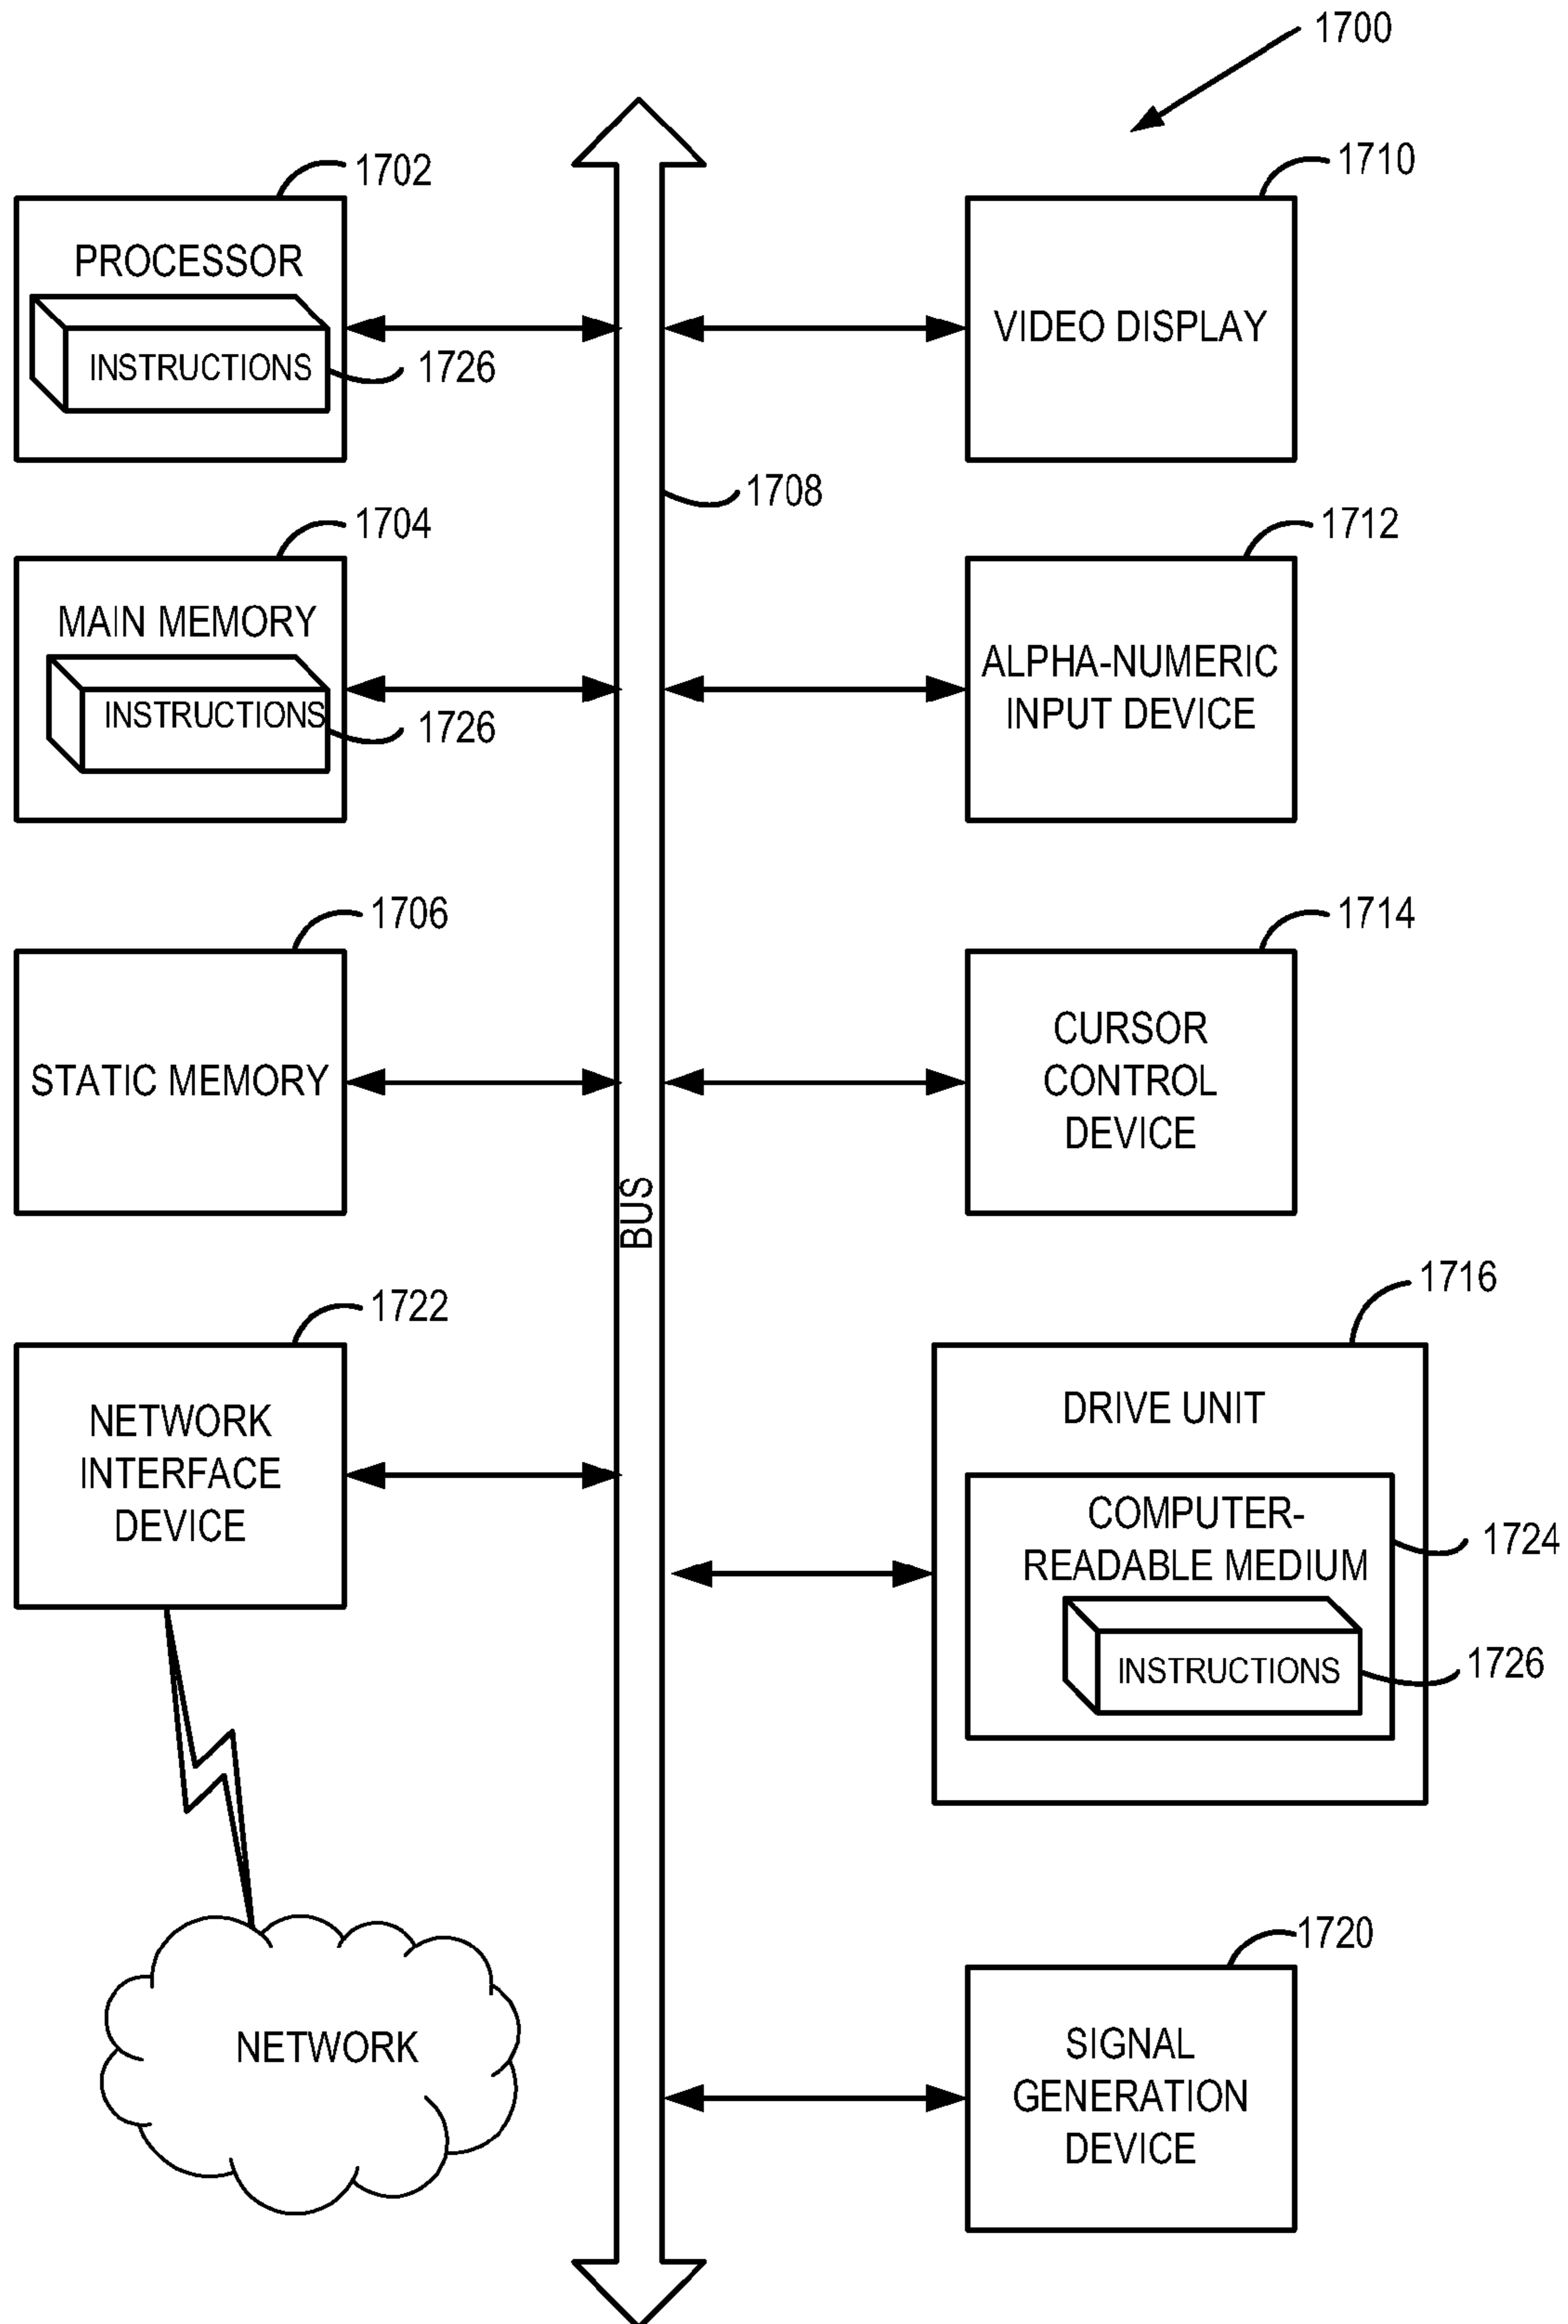 1700
1702
PROCESSOR
INSTRUCTIONS
1726
1704
MAIN MEMORY
INSTRUCTIONS
1726
1706
STATIC MEMORY
1722
NETWORK
INTERFACE
DEVICE
NETWORK
1708
BUS
1710
VIDEO DISPLAY
1712
ALPHA-NUMERIC
INPUT DEVICE
1714
CURSOR
CONTROL
DEVICE
1716
DRIVE UNIT
COMPUTER-
READABLE MEDIUM
1724
INSTRUCTIONS
1726
1720
SIGNAL
GENERATION
DEVICE